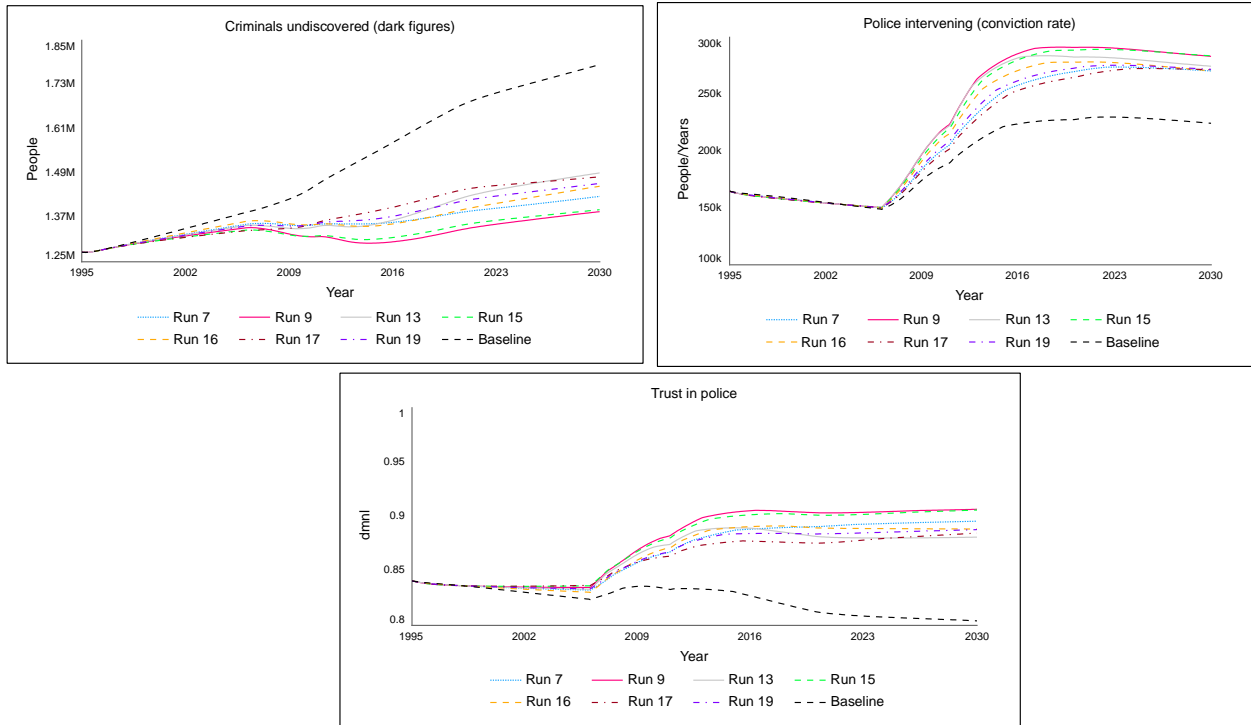 Criminals undiscovered (dark figures)
1.85M
1.73M
1.61M
1.49M
1.37M
1.25M
People
1995 2002 2009 2016 2023 2030
Year
Run 7 Run 9 Run 13 Run 15
Run 16 Run 17 Run 19 Baseline
Police intervening (conviction rate)
300k
250k
200k
150k
100k
People/Years
1995 2002 2009 2016 2023 2030
Year
Run 7 Run 9 Run 13 Run 15
Run 16 Run 17 Run 19 Baseline
Trust in police
1
0.95
0.9
0.85
0.8
dmnl
1995 2002 2009 2016 2023 2030
Year
Run 7 Run 9 Run 13 Run 15
Run 16 Run 17 Run 19 Baseline